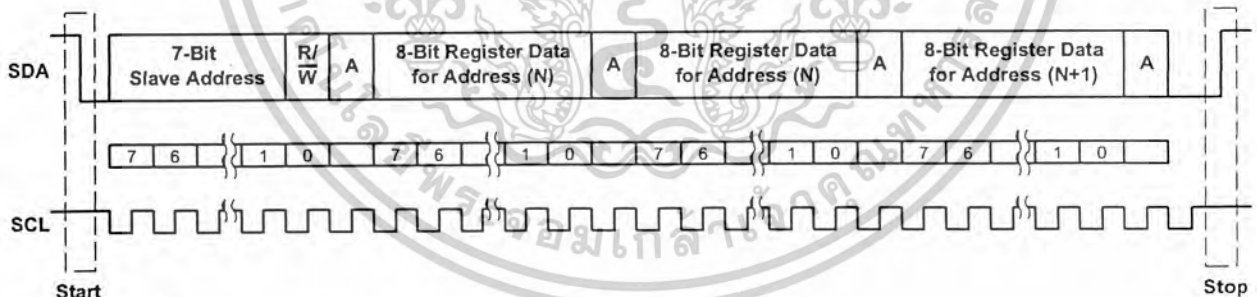 SDA
7-Bit
Slave Address
R/
W
A
8-Bit Register Data
for Address (N)
A
8-Bit Register Data
for Address (N)
A
8-Bit Register Data
for Address (N+1)
A
7 6 1 0 7 6 1 0 7 6 1 0 7 6 1 0
SCL
Start
Stop